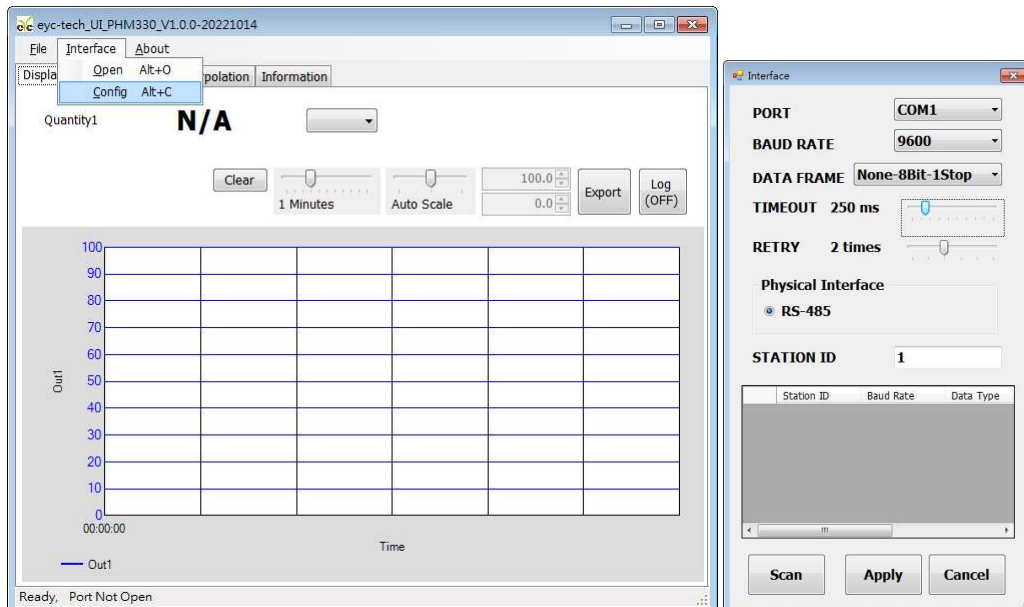 eyc-tech_UI_PHM330_V1.0.0-20221014
File Interface About
Open Alt+O
Config Alt+C
Displa
polation Information
Quantity1 N/A
Clear
1 Minutes
Auto Scale
100.0
0.0
Export
Log
(OFF)
100
90
80
70
60
50
40
30
20
10
0
Out1
00:00:00
Time
Out1
Ready, Port Not Open
Interface
PORT COM1
BAUD RATE 9600
DATA FRAME None-8Bit-1Stop
TIMEOUT 250 ms
RETRY 2 times
Physical Interface
RS-485
STATION ID 1
Station ID Baud Rate Data Type
Scan Apply Cancel